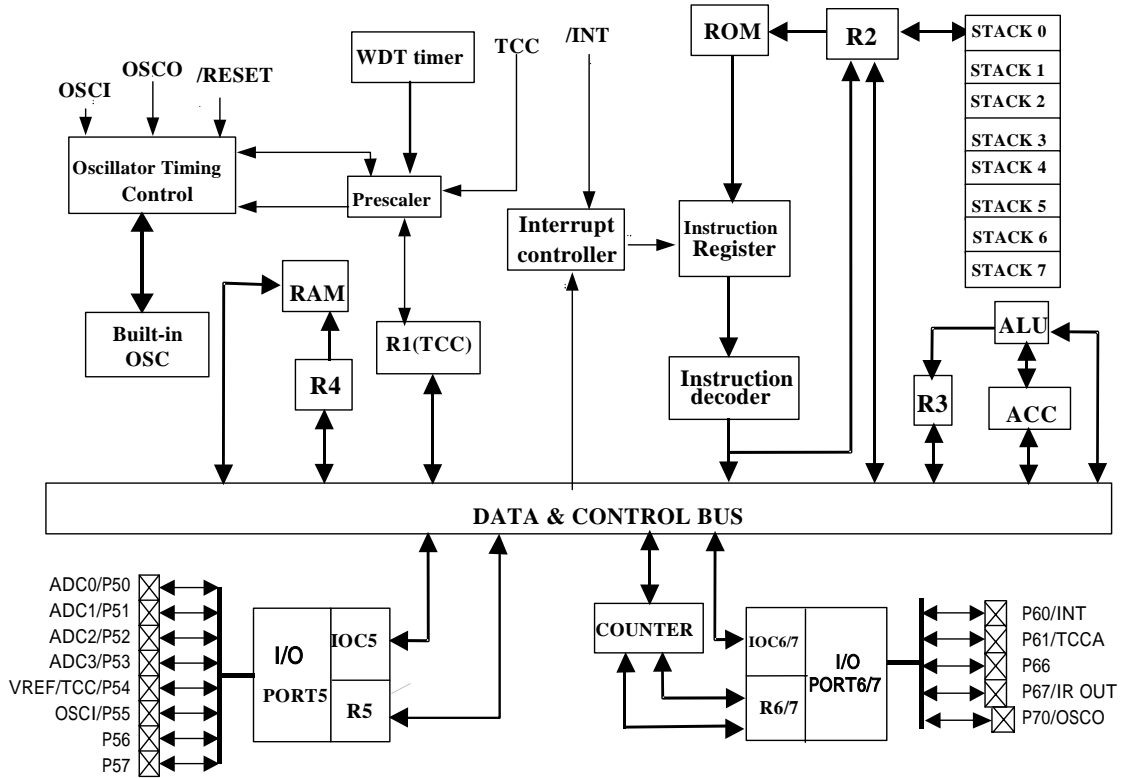 OSCI
OSCO
/RESET
WDT timer
TCC
/INT
ROM
R2
STACK 0
STACK 1
STACK 2
STACK 3
STACK 4
STACK 5
STACK 6
STACK 7
Oscillator Timing
Control
Prescaler
Interrupt
controller
Instruction
Register
Built-in
OSC
RAM
R4
R1(TCC)
Instruction
decoder
ALU
R3
ACC
DATA & CONTROL BUS
ADC0/P50
ADC1/P51
ADC2/P52
ADC3/P53
VREF/TCC/P54
OSCI/P55
P56
P57
I/O
PORT5
IOC5
R5
COUNTER
IOC6/7
R6/7
I/O
PORT6/7
P60/INT
P61/TCCA
P66
P67/IR OUT
P70/OSCO